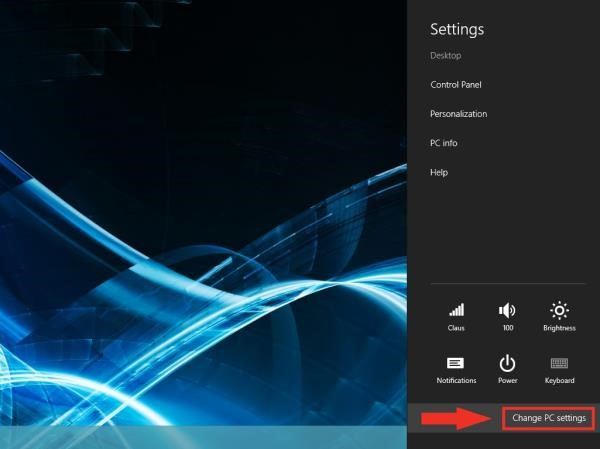 Settings
Desktop
Control Panel
Personalization
PC info
Help
Claus 100 Brightness
Notifications Power Keyboard
Change PC settings